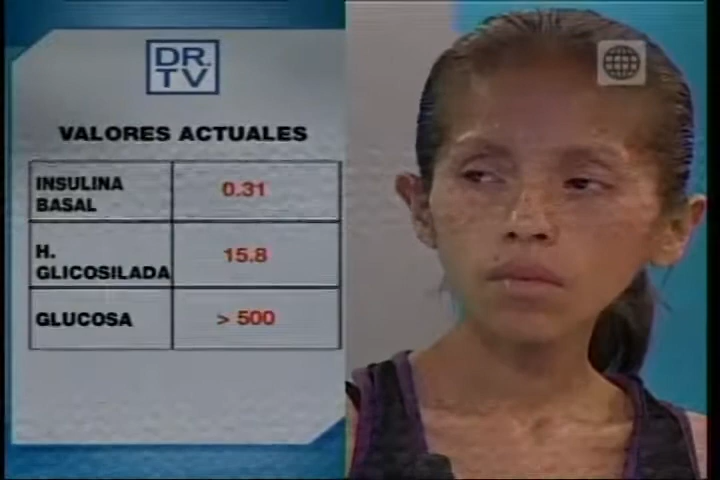 DR.
TV
VALORES ACTUALES
INSULINA
BASAL
0.31
H.
GLICOSILADA
15.8
GLUCOSA
> 500